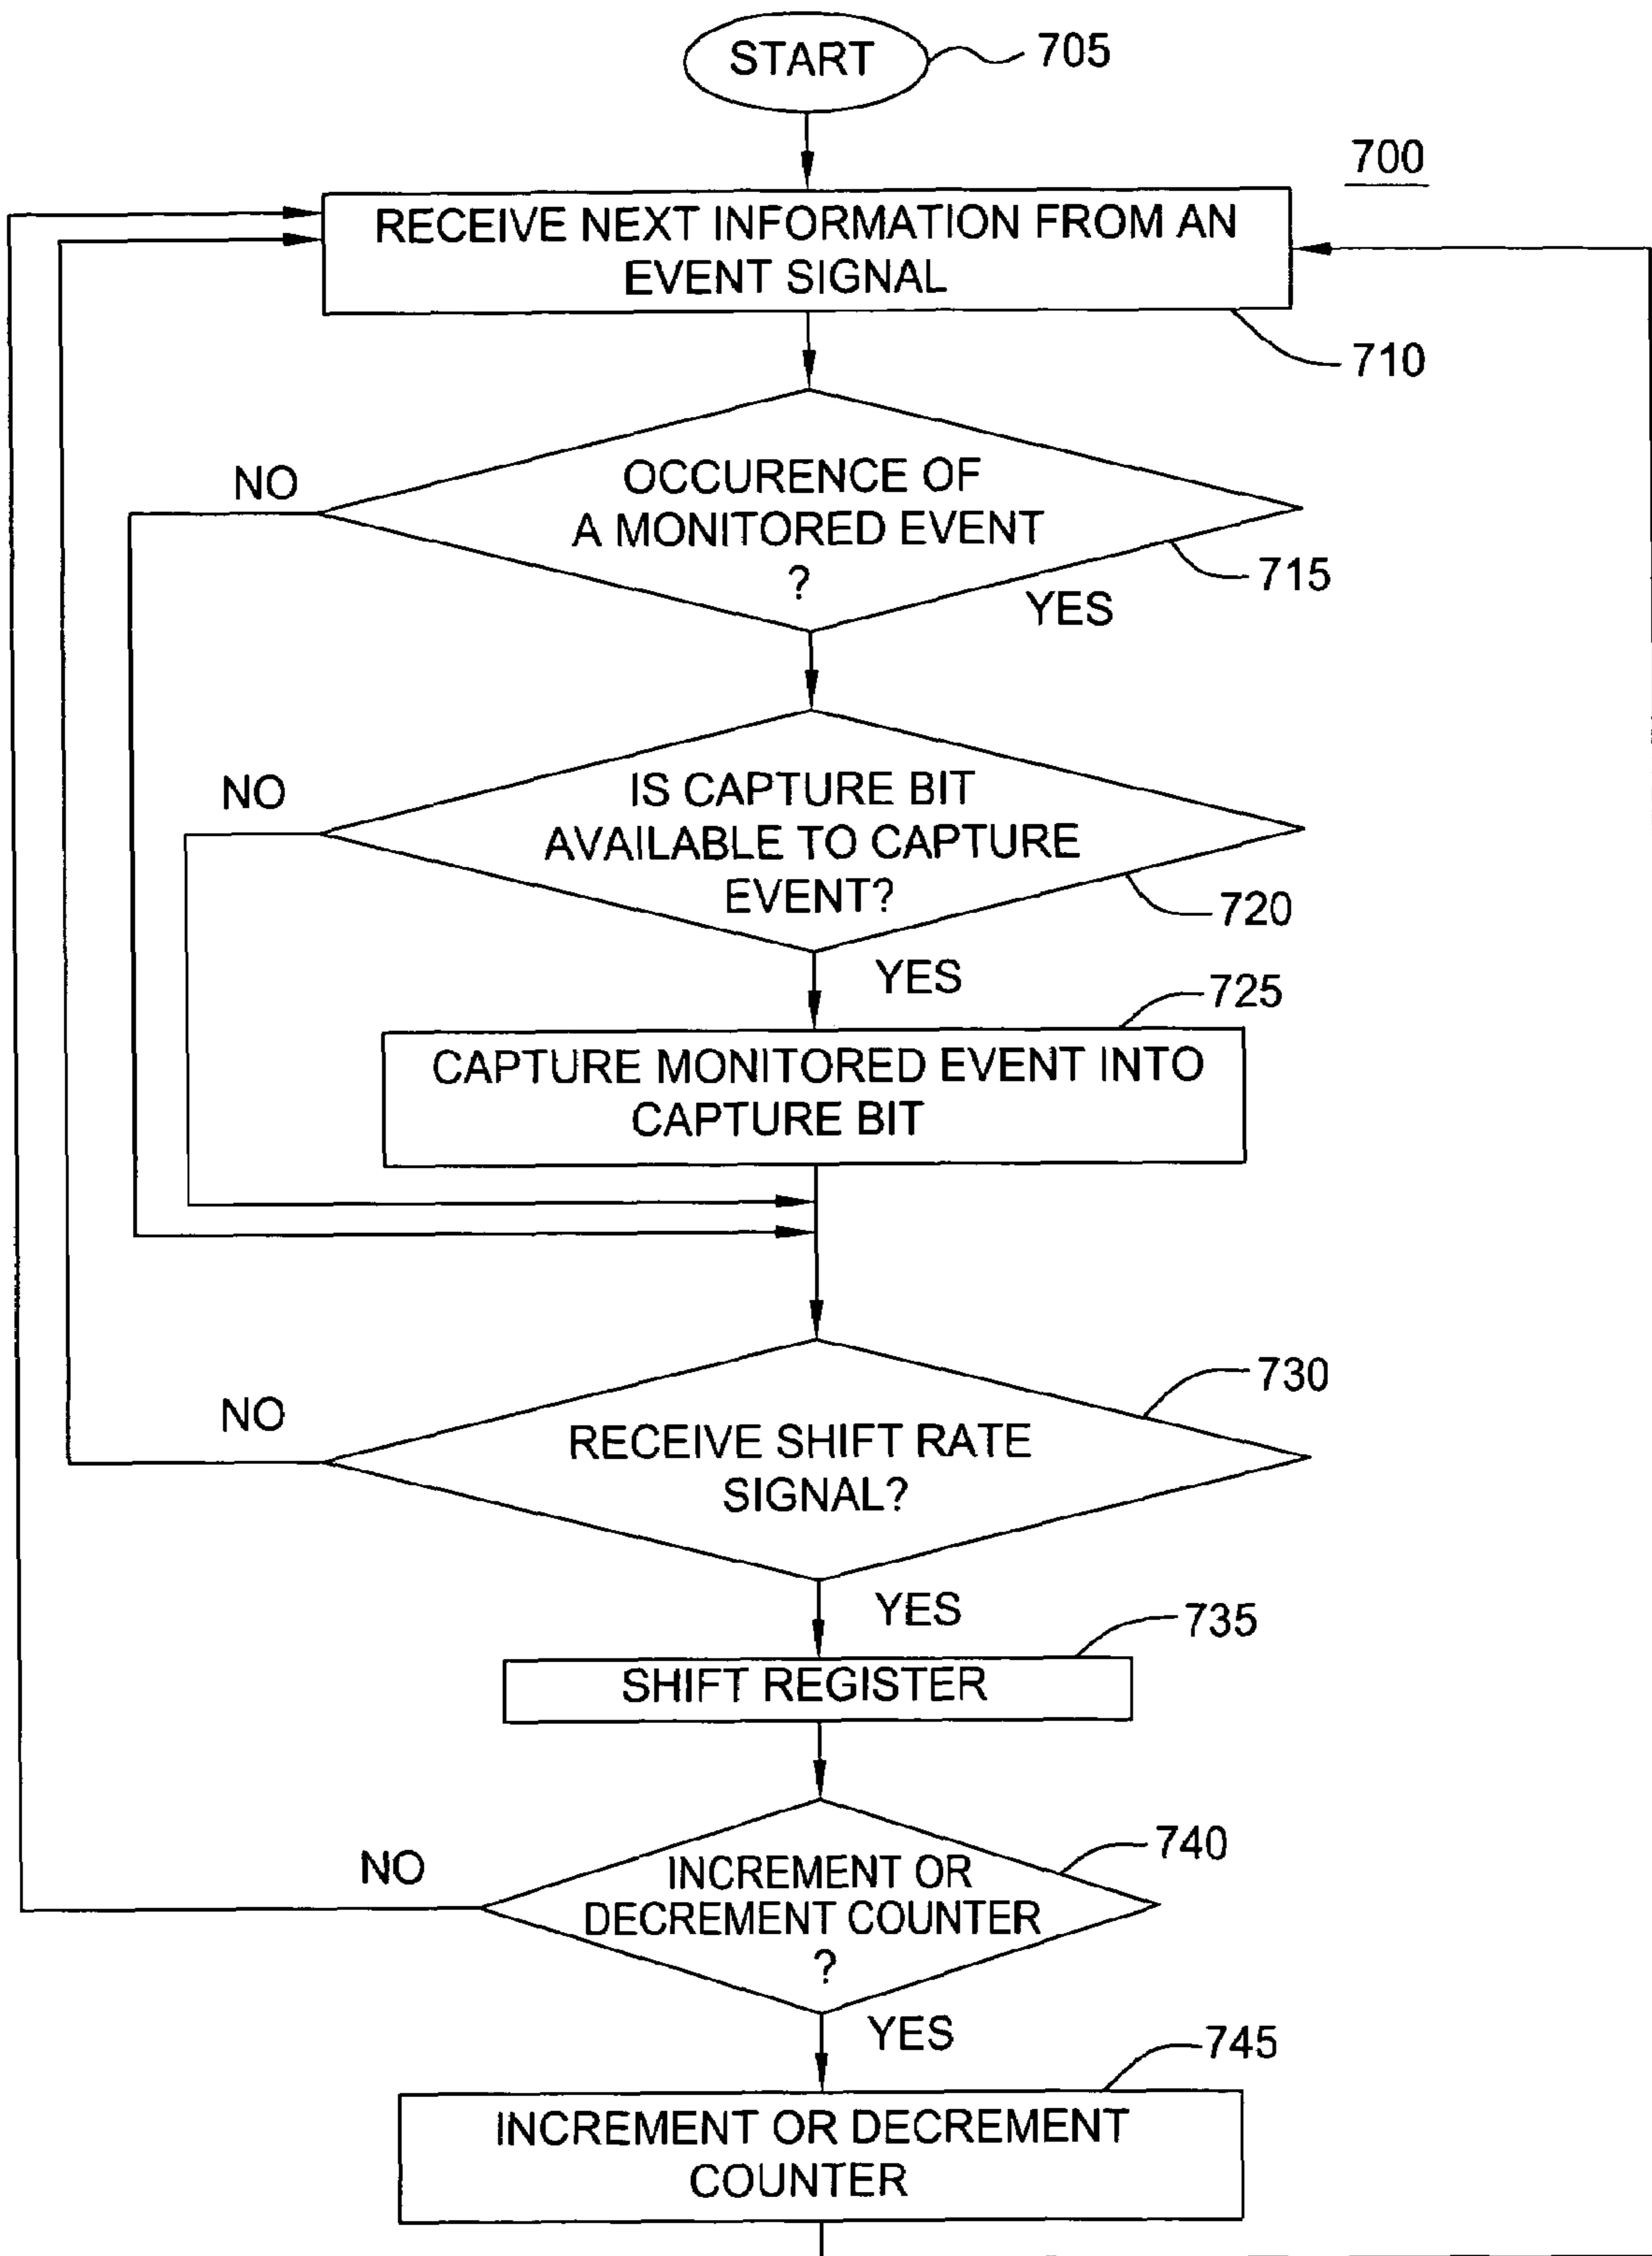 START
705
700
RECEIVE NEXT INFORMATION FROM AN
EVENT SIGNAL
710
NO
OCCURENCE OF
A MONITORED EVENT
?
715
YES
NO
IS CAPTURE BIT
AVAILABLE TO CAPTURE
EVENT?
720
YES
725
CAPTURE MONITORED EVENT INTO
CAPTURE BIT
730
NO
RECEIVE SHIFT RATE
SIGNAL?
YES
735
SHIFT REGISTER
740
NO
INCREMENT OR
DECREMENT COUNTER
?
YES
745
INCREMENT OR DECREMENT
COUNTER